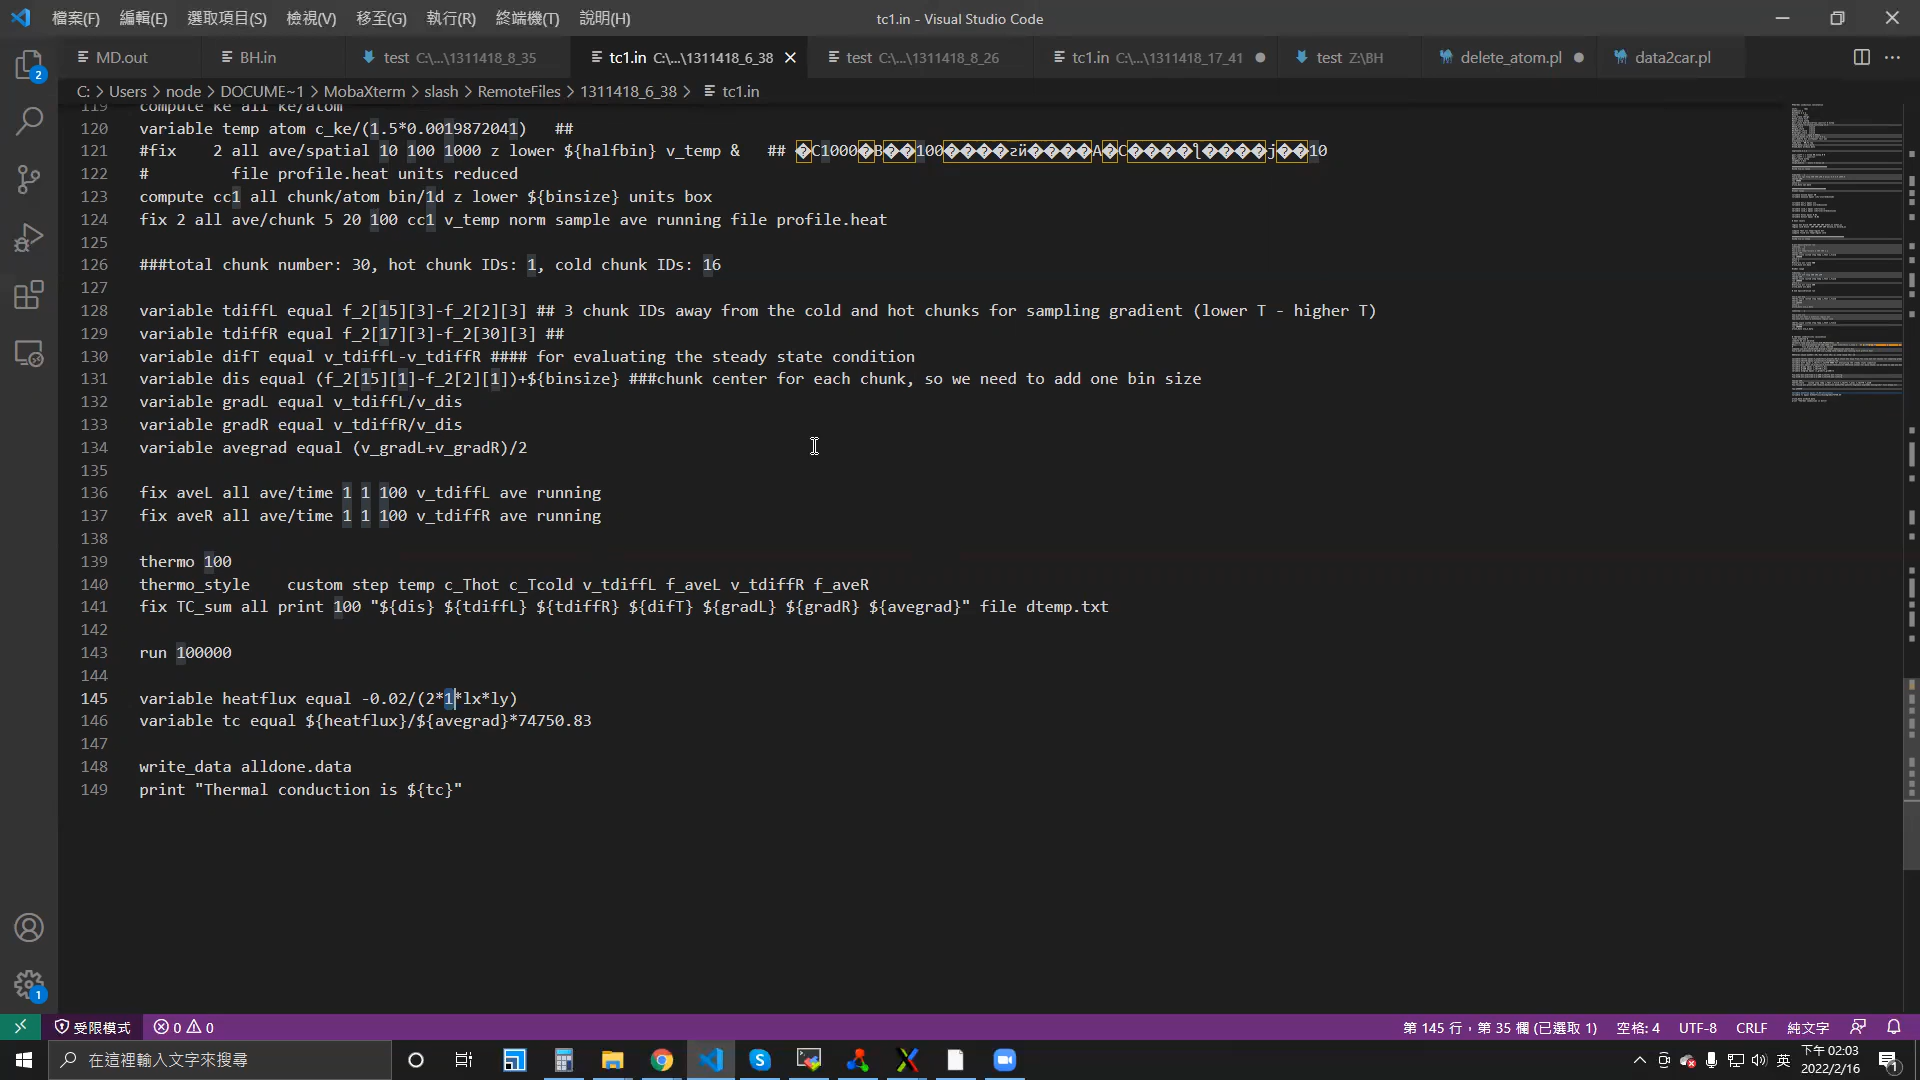 檔案(F) 編輯(E) 選取項目(S) 檢視(V) 移至(G) 執行(R) 終端機(T) 說明(H)
tc1.in - Visual Studio Code
MD.out
BH.in
test C:\...\1311418_8_35
tc1.in C:\...\1311418_6_38
test C:\...\1311418_8_26
tc1.in C:\...\1311418_17_41
test Z:\BH
delete_atom.pl
data2car.pl
C: > Users > node > DOCUME~1 > MobaXterm > slash > RemoteFiles > 1311418_6_38 > tc1.in
119 compute ke all ke/atom
120 variable temp atom c_ke/(1.5*0.0019872041) ##
121 #fix 2 all ave/spatial 10 100 1000 z lower ${halfbin} v_temp & ## �C1000�B��100����
122 # file profile.heat units reduced
123 compute cc1 all chunk/atom bin/1d z lower ${binsize} units box
124 fix 2 all ave/chunk 5 20 100 cc1 v_temp norm sample ave running file profile.heat
125
126 ###total chunk number: 30, hot chunk IDs: 1, cold chunk IDs: 16
127
128 variable tdiffL equal f_2[15][3]-f_2[2][3] ## 3 chunk IDs away from the cold and hot chunks for sampling gradient (lower T - higher T)
129 variable tdiffR equal f_2[17][3]-f_2[30][3] ##
130 variable difT equal v_tdiffL-v_tdiffR #### for evaluating the steady state condition
131 variable dis equal (f_2[15][1]-f_2[2][1])+${binsize} ###chunk center for each chunk, so we need to add one bin size
132 variable gradL equal v_tdiffL/v_dis
133 variable gradR equal v_tdiffR/v_dis
134 variable avegrad equal (v_gradL+v_gradR)/2
135
136 fix aveL all ave/time 1 1 100 v_tdiffL ave running
137 fix aveR all ave/time 1 1 100 v_tdiffR ave running
138
139 thermo 100
140 thermo_style custom step temp c_Thot c_Tcold v_tdiffL f_aveL v_tdiffR f_aveR
141 fix TC_sum all print 100 "${dis} ${tdiffL} ${tdiffR} ${difT} ${gradL} ${gradR} ${avegrad}" file dtemp.txt
142
143 run 100000
144
145 variable heatflux equal -0.02/(2*1*lx*ly)
146 variable tc equal ${heatflux}/${avegrad}*74750.83
147
148 write_data alldone.data
149 print "Thermal conduction is ${tc}"
2
1
受限模式 0 0
第 145 行，第 35 欄 (已選取 1) 空格: 4 UTF-8 CRLF 純文字
在這裡輸入文字來搜尋
英
下午 02:03
2022/2/16
1